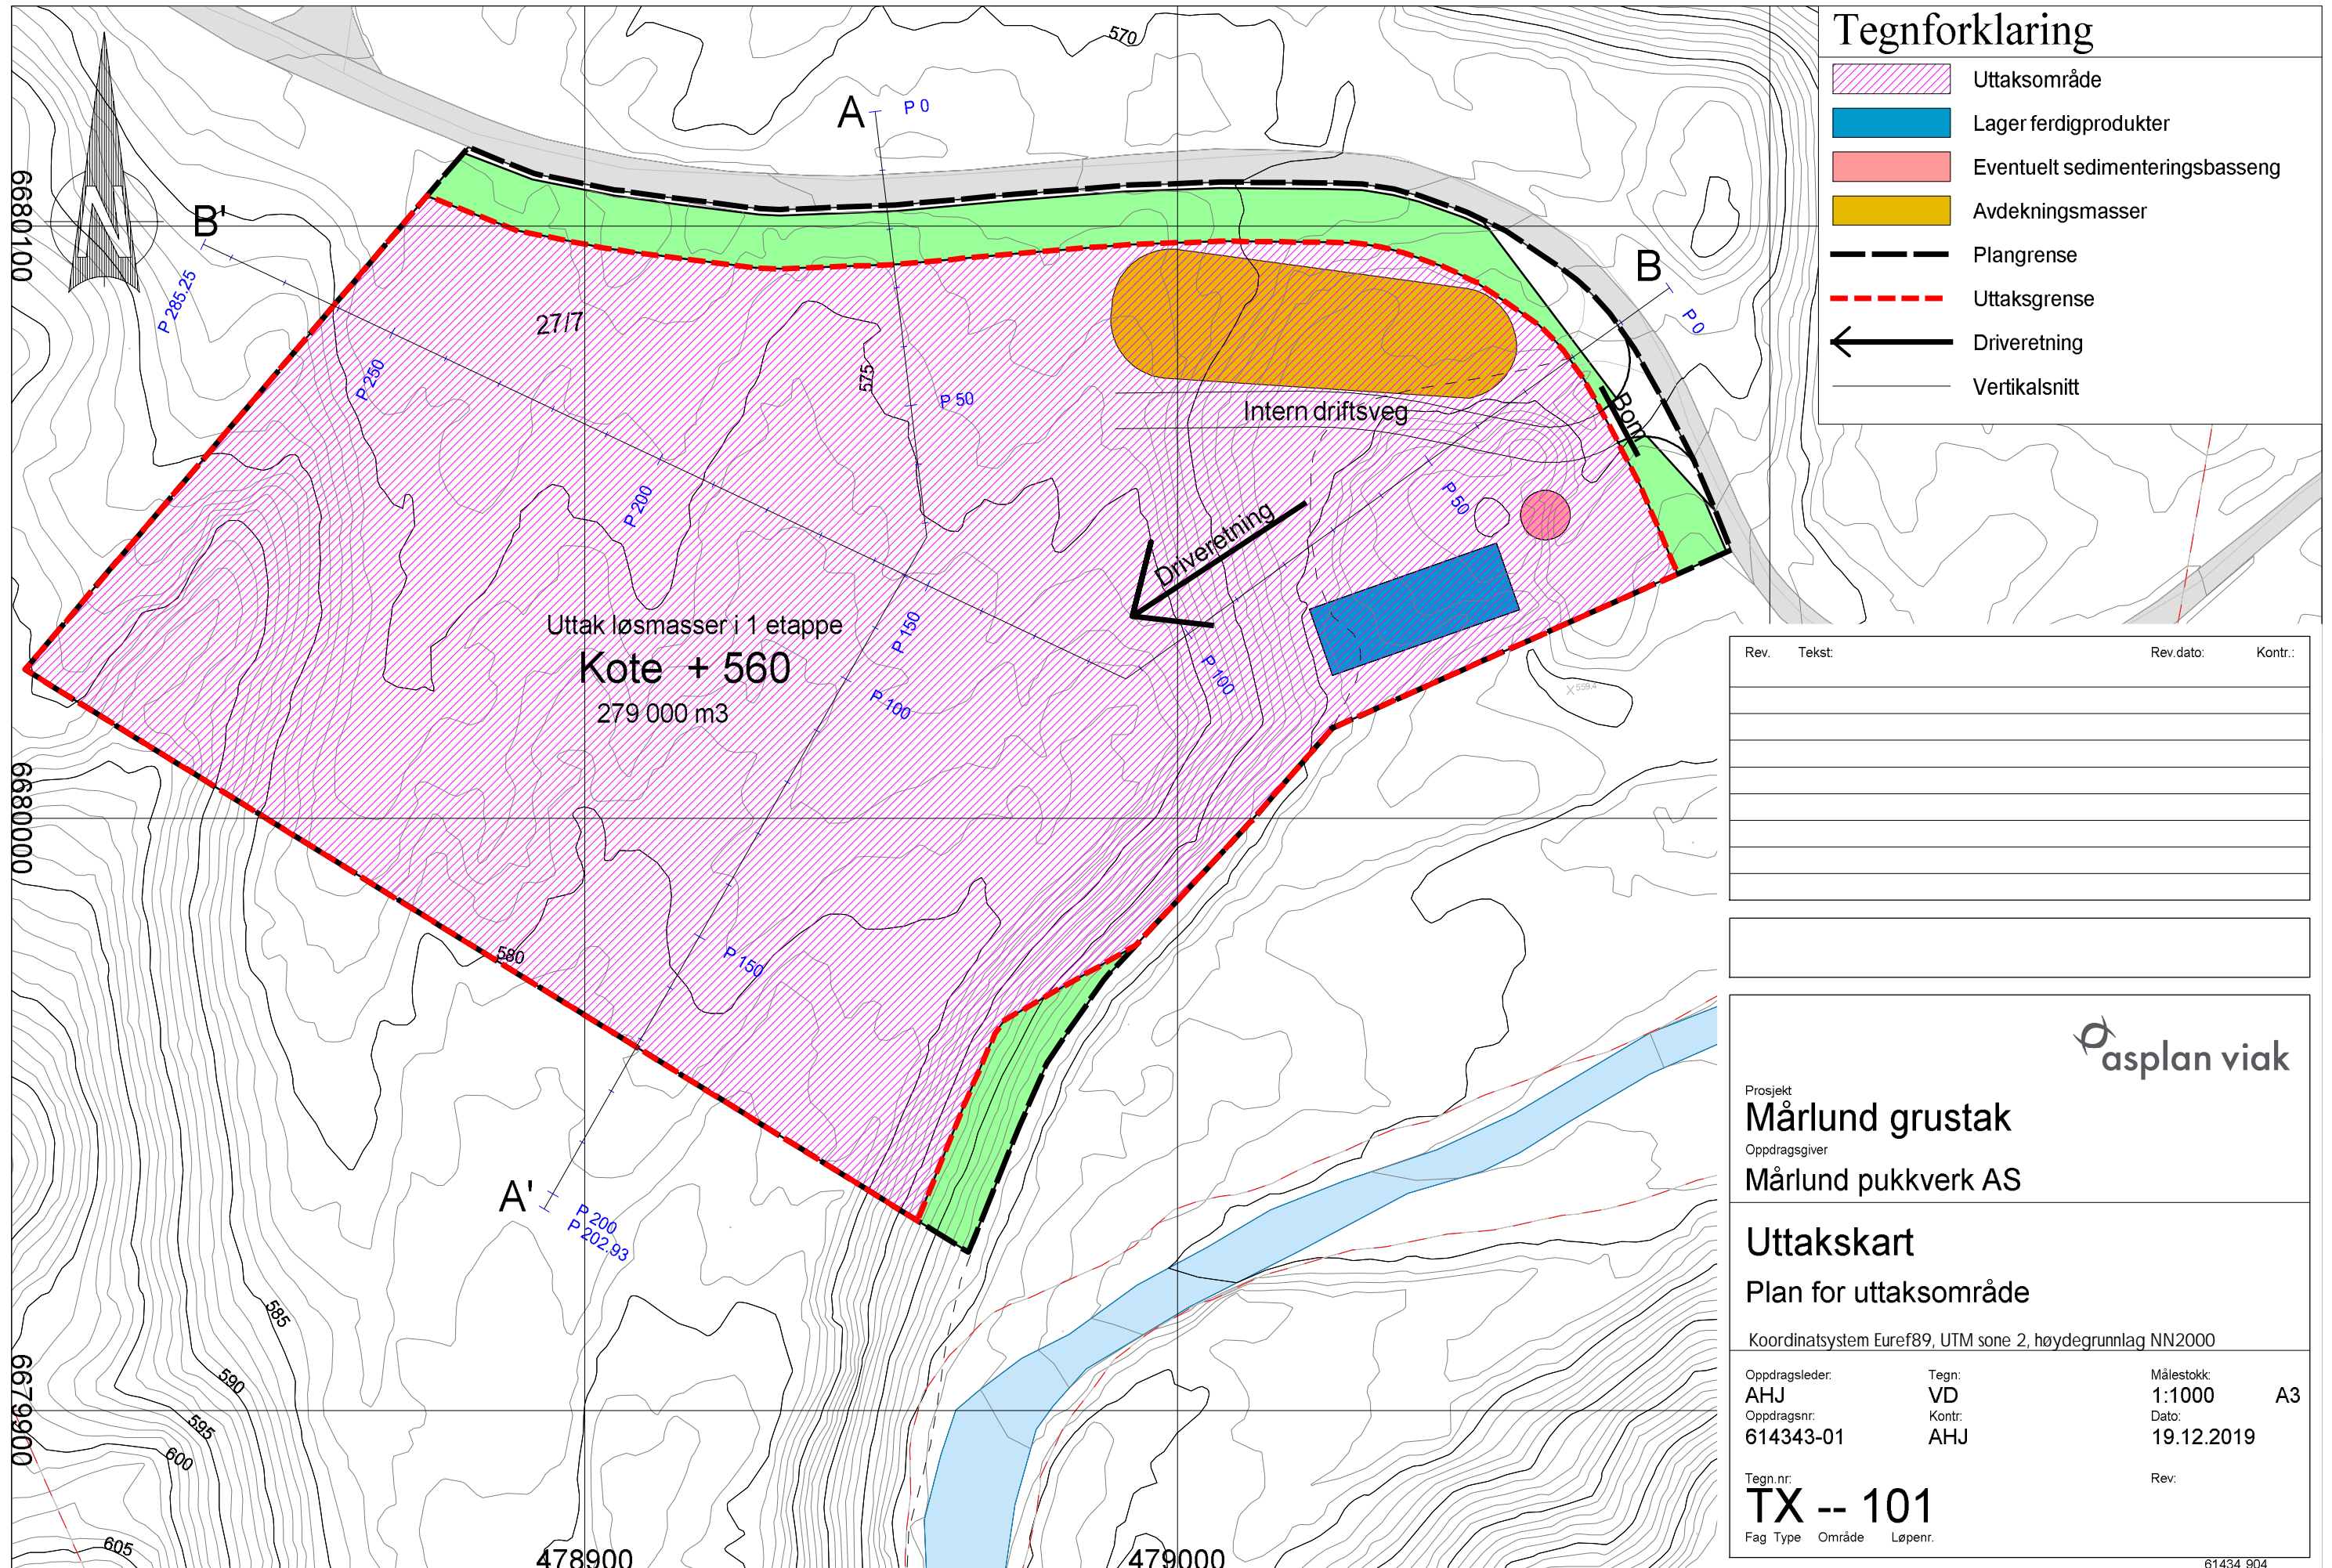 Tegnforklaring
Uttaksområde
Lager ferdigprodukter
Eventuelt sedimenteringsbasseng
Avdekningsmasser
Plangrense
Uttaksgrense
Driveretning
Vertikalsnitt
570
A
P 0
N
6680100
B'
P 285.25
B
P 0
27/7
P 250
575
P 50
Intern driftsveg
Bom
P 200
P 50
Driveretning
Uttak løsmasser i 1 etappe
Kote + 560
279 000 m3
P 150
P 100
P 100
X 559.4
6680000
580
P 150
A'
P 200
P 202.93
585
590
595
600
605
6679900
478900
479000
Rev. Tekst: Rev.dato: Kontr.:
asplan viak
Prosjekt
Mårlund grustak
Oppdragsgiver
Mårlund pukkverk AS
Uttakskart
Plan for uttaksområde
Koordinatsystem Euref89, UTM sone 2, høydegrunnlag NN2000
Oppdragsleder: Tegn: Målestokk:
AHJ VD 1:1000 A3
Oppdragsnr: Kontr: Dato:
614343-01 AHJ 19.12.2019
Tegn.nr: Rev:
TX -- 101
Fag Type Område Løpenr.
61434 904